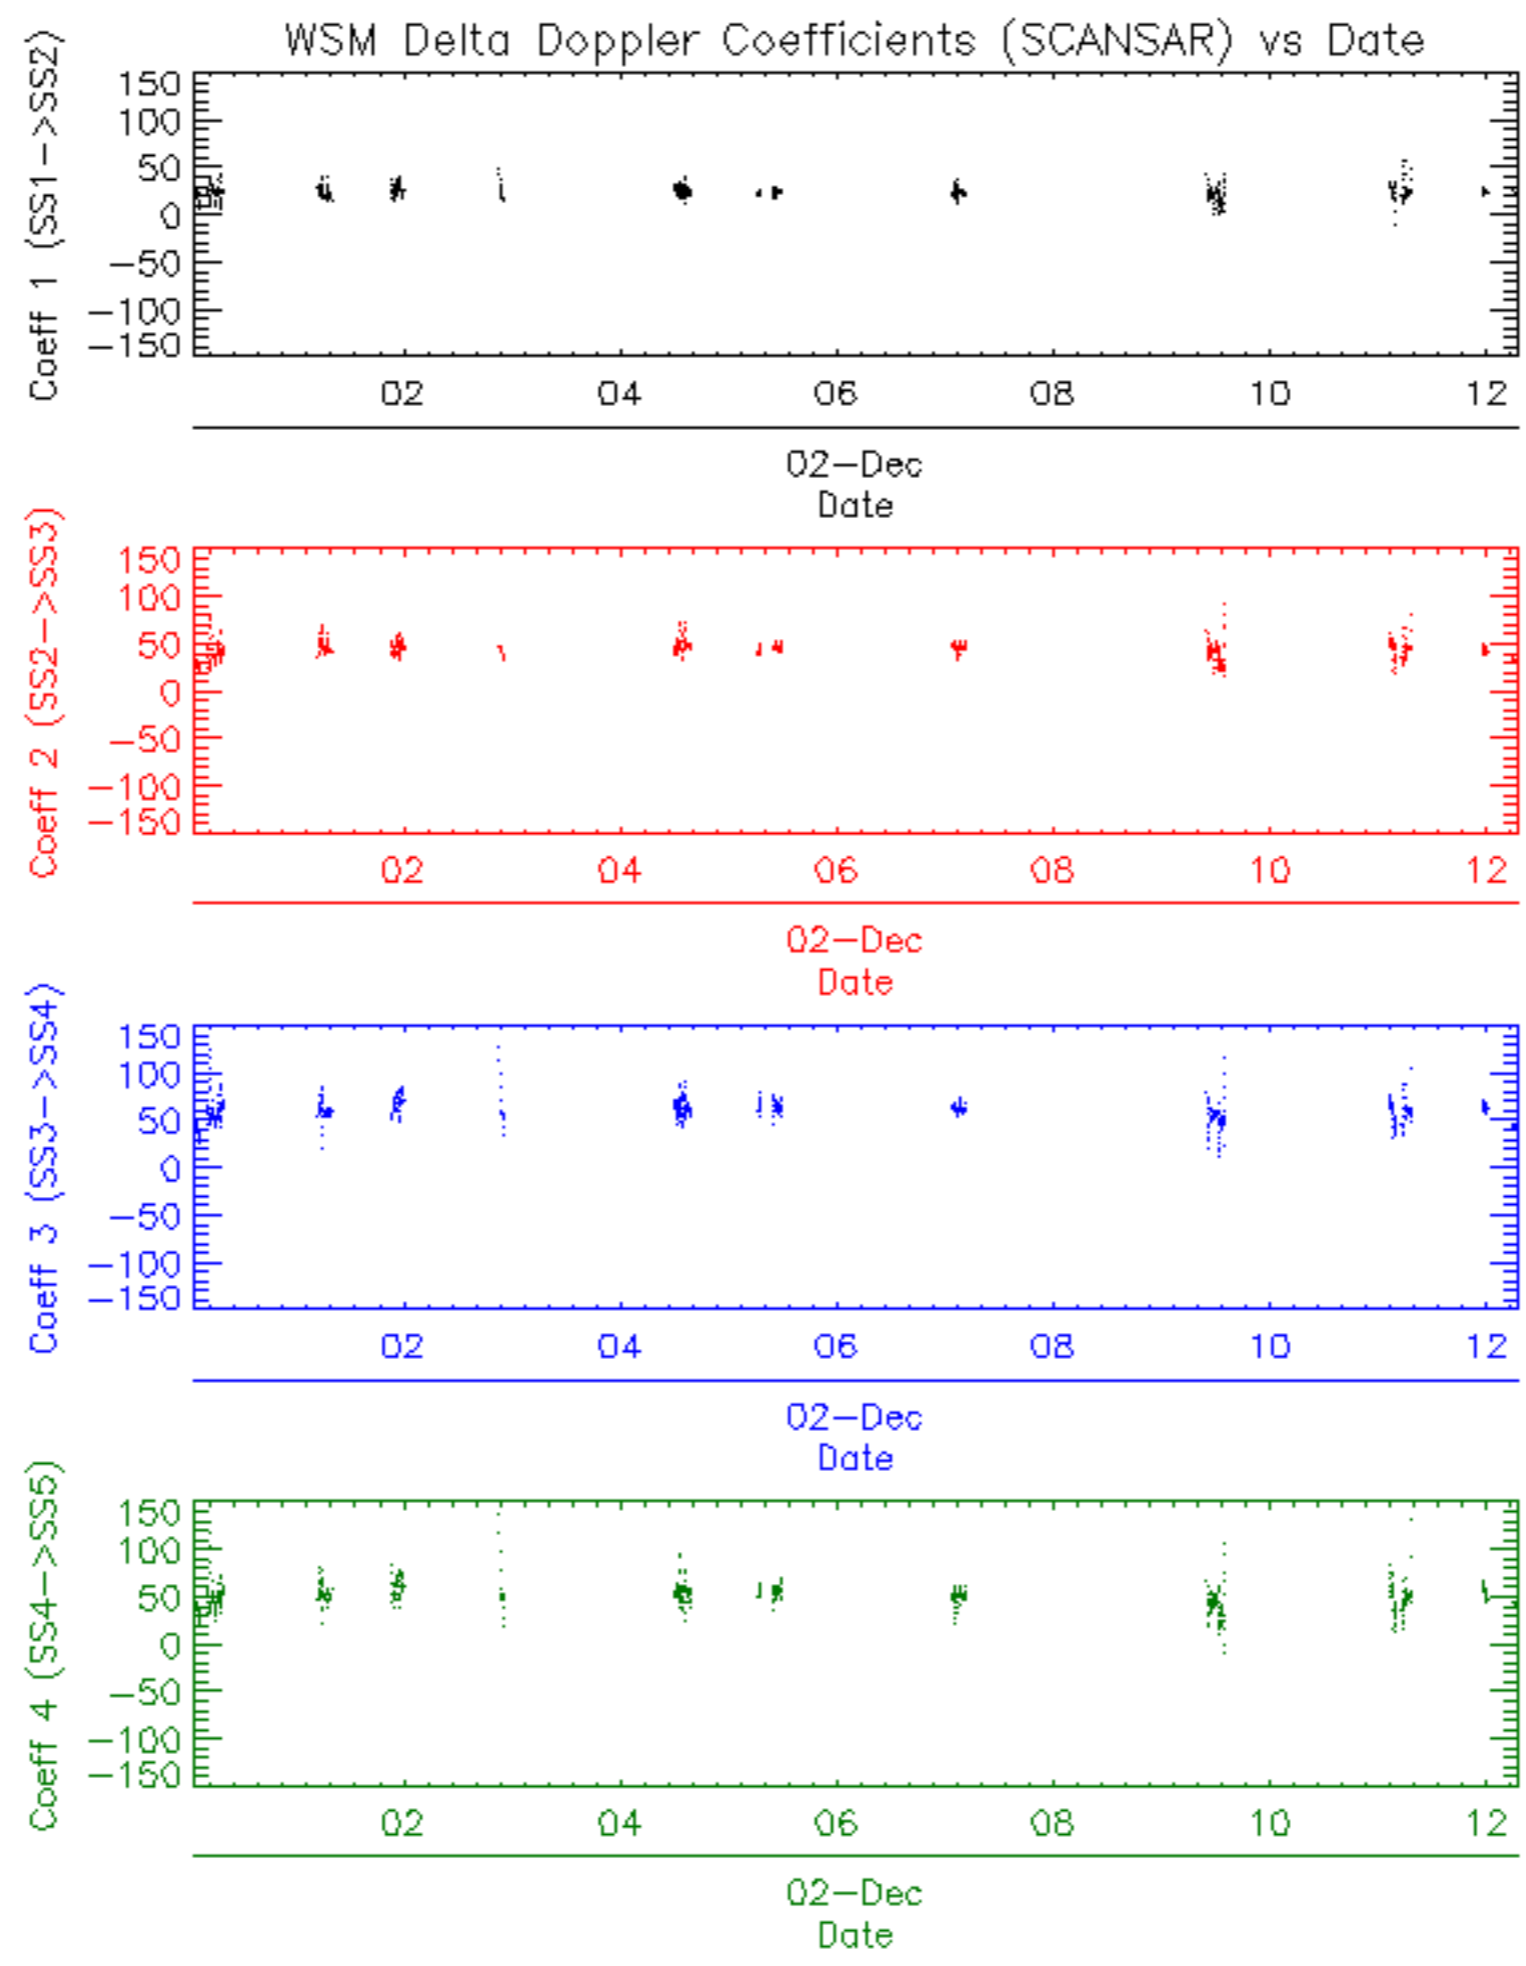 WSM Delta Doppler Coefficients (SCANSAR) vs Date
Coeff 1 (SS1->SS2)
150
100
50
0
-50
-100
-150
02 04 06 08 10 12
02-Dec
Date
Coeff 2 (SS2->SS3)
150
100
50
0
-50
-100
-150
02 04 06 08 10 12
02-Dec
Date
Coeff 3 (SS3->SS4)
150
100
50
0
-50
-100
-150
02 04 06 08 10 12
02-Dec
Date
Coeff 4 (SS4->SS5)
150
100
50
0
-50
-100
-150
02 04 06 08 10 12
02-Dec
Date